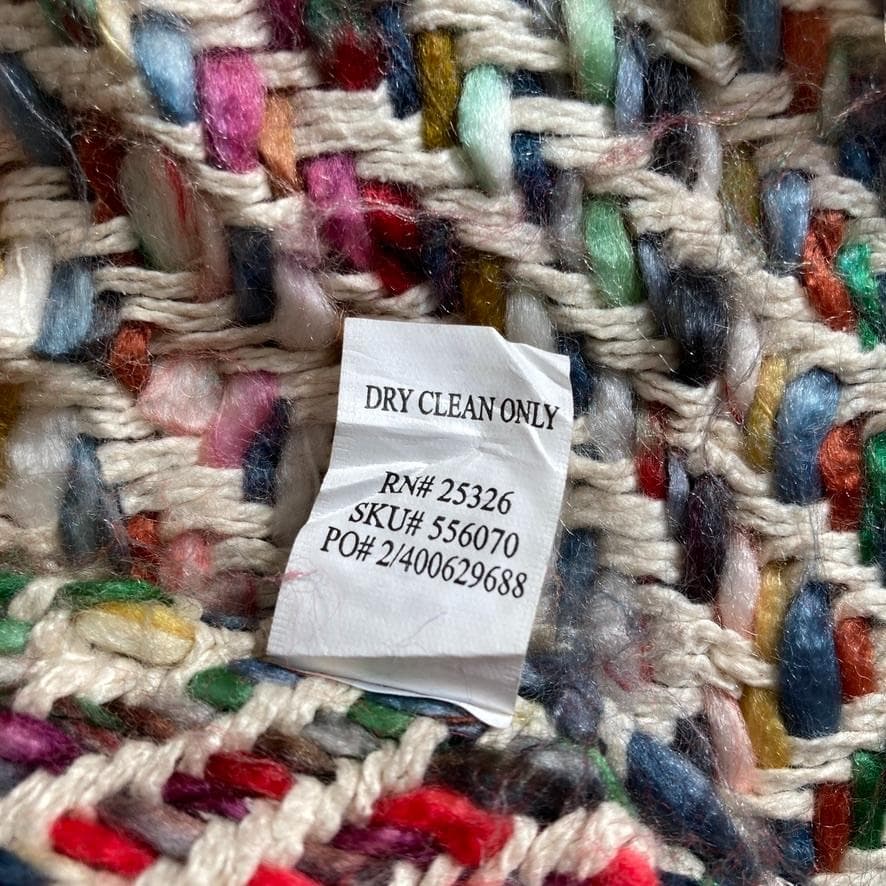 DRY CLEAN ONLY
RN# 25326
SKU# 556070
PO# 2/400629688